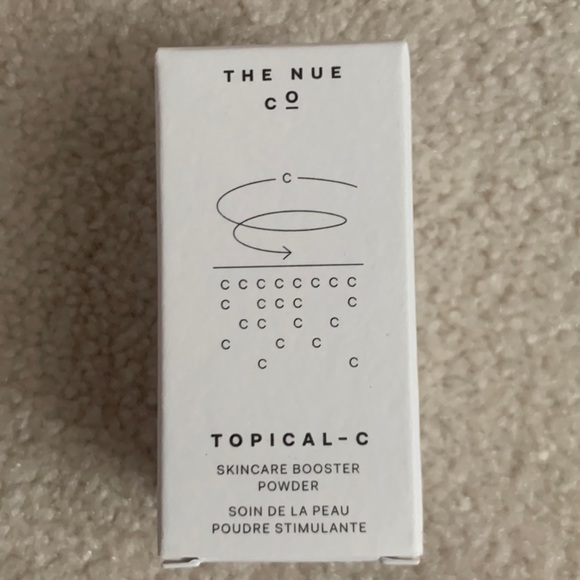 THE NUE
CO
C
C C C C C C C C
C C C C C
C C C C
C C C
C C
TOPICAL-C
SKINCARE BOOSTER
POWDER
SOIN DE LA PEAU
POUDRE STIMULANTE